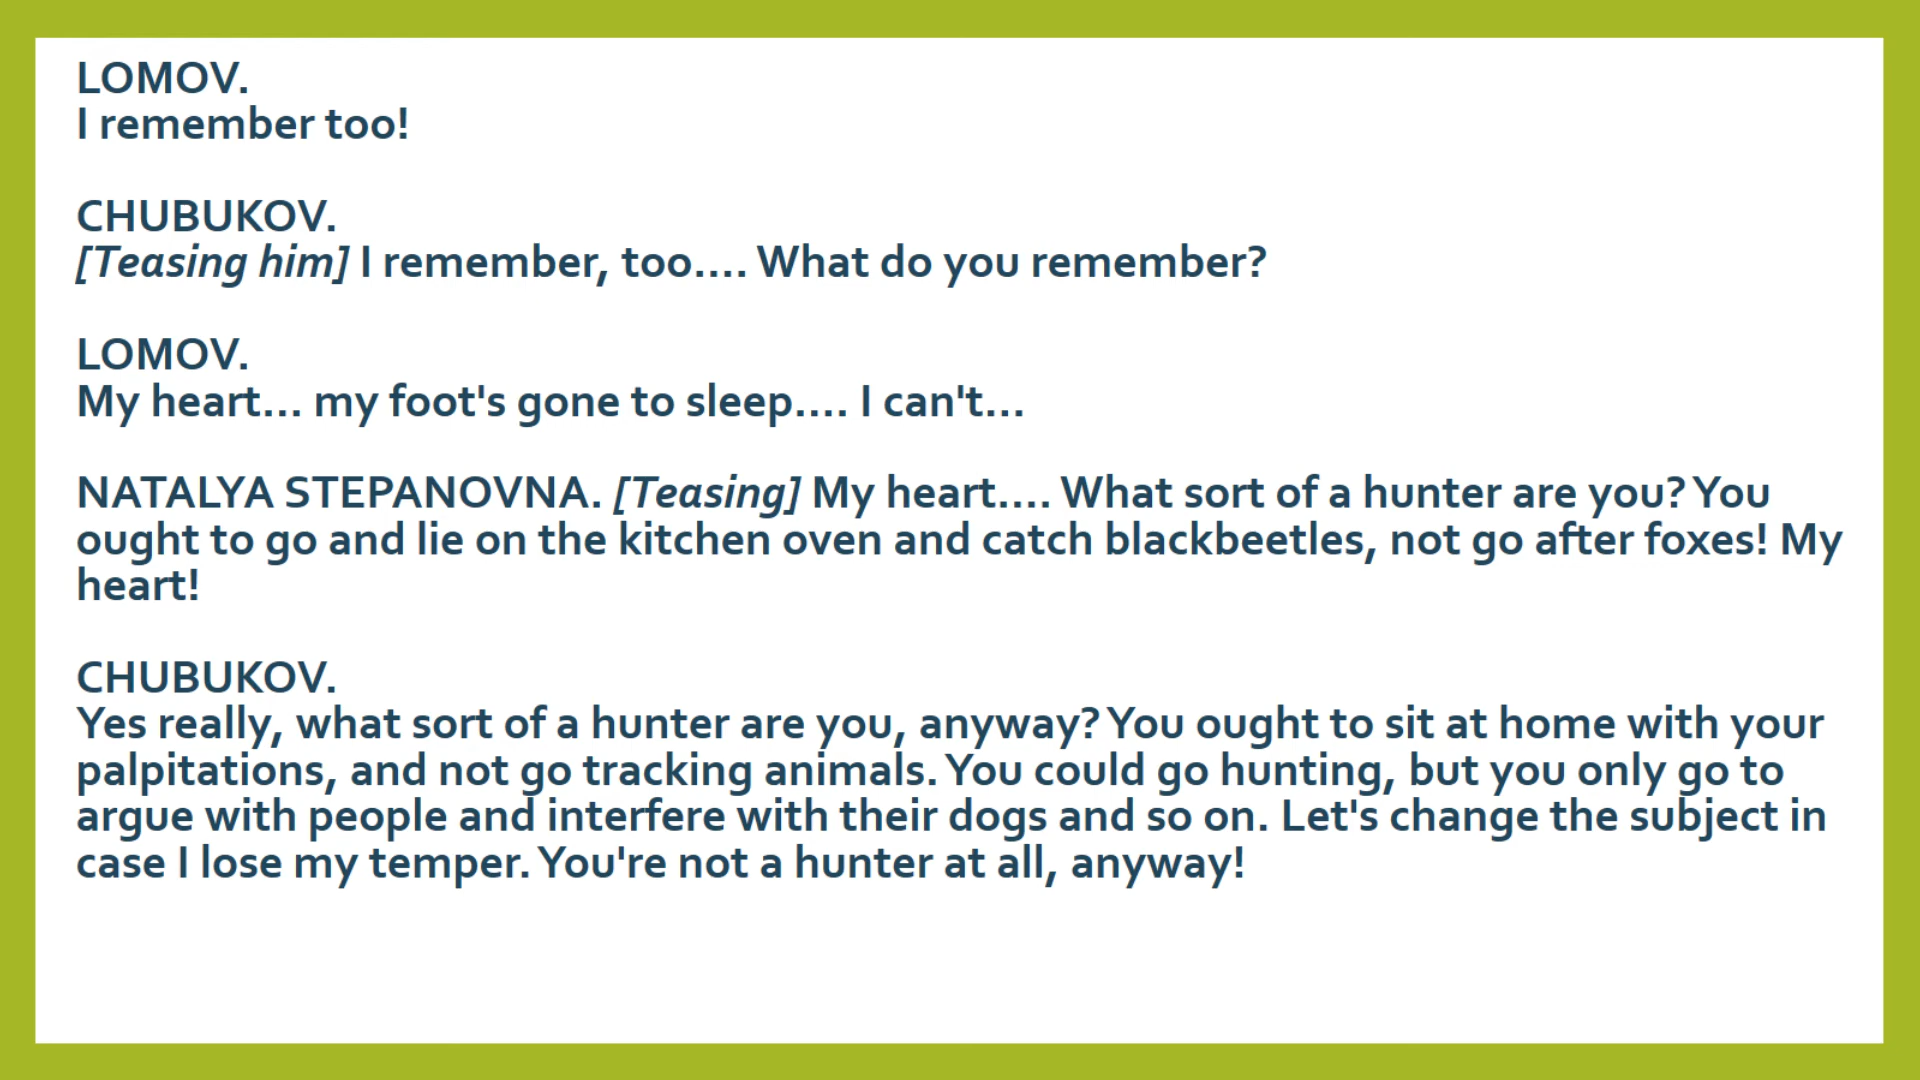 LOMOV.
I remember too!
CHUBUKOV.
[Teasing him] I remember, too.... What do you remember?
LOMOV.
My heart... my foot's gone to sleep.... I can't...
NATALYA STEPANOVNA. [Teasing] My heart.... What sort of a hunter are you? You
ought to go and lie on the kitchen oven and catch blackbeetles, not go after foxes! My
heart!
CHUBUKOV.
Yes really, what sort of a hunter are you, anyway? You ought to sit at home with your
palpitations, and not go tracking animals. You could go hunting, but you only go to
argue with people and interfere with their dogs and so on. Let's change the subject in
case I lose my temper. You're not a hunter at all, anyway!